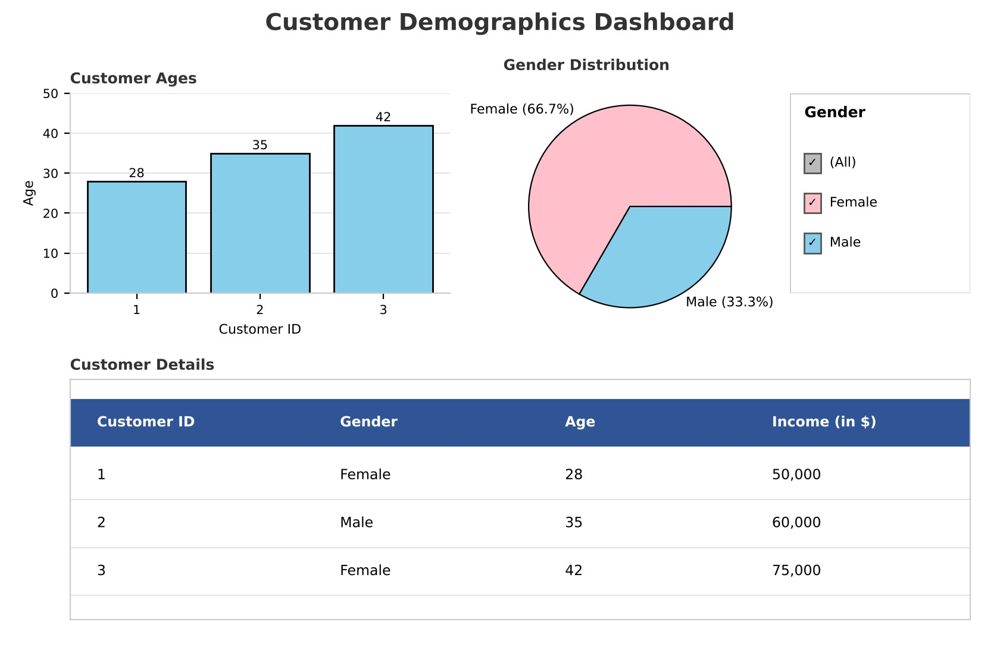 Customer Demographics Dashboard
Customer Ages
50
40
30
20
10
0
Age
28
35
42
1
2
3
Customer ID
Gender Distribution
Female (66.7%)
Male (33.3%)
Gender
✓ (All)
✓ Female
✓ Male
Customer Details
Customer ID Gender Age Income (in $)
1 Female 28 50,000
2 Male 35 60,000
3 Female 42 75,000